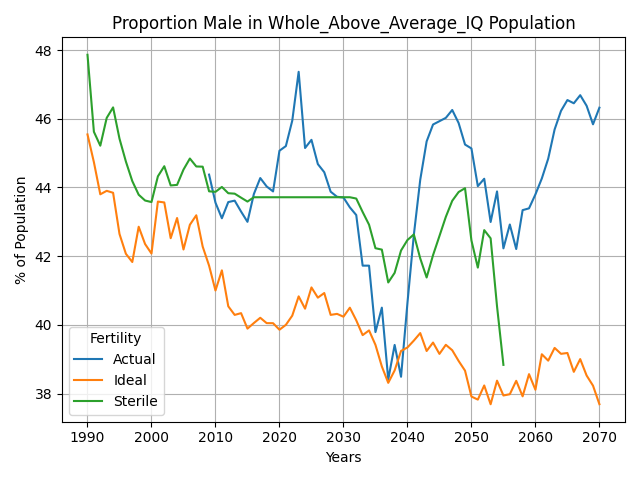 Proportion Male in Whole_Above_Average_IQ Population
% of Population
48
46
44
42
40
38
Fertility
Actual
Ideal
Sterile
1990 2000 2010 2020 2030 2040 2050 2060 2070
Years